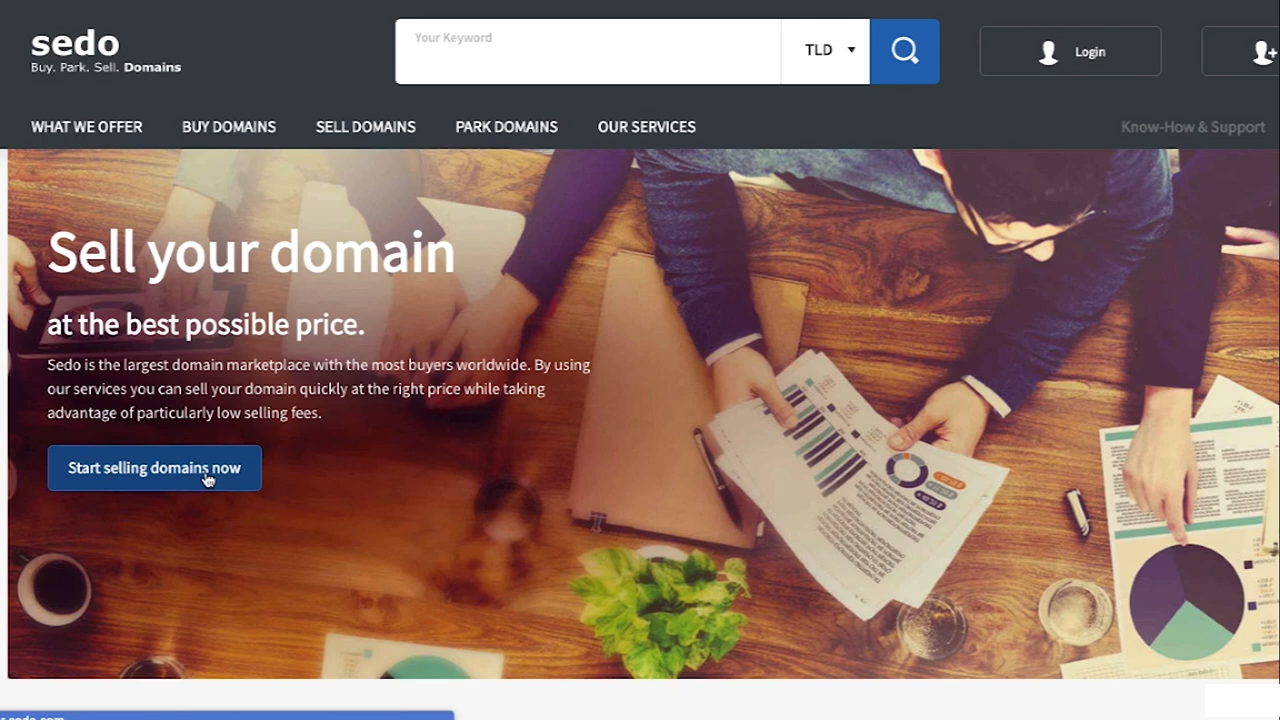 sedo
Buy. Park. Sell. Domains
Your Keyword
TLD
Login
WHAT WE OFFER
BUY DOMAINS
SELL DOMAINS
PARK DOMAINS
OUR SERVICES
Know-How & Support
Sell your domain
at the best possible price.
Sedo is the largest domain marketplace with the most buyers worldwide. By using
our services you can sell your domain quickly at the right price while taking
advantage of particularly low selling fees.
Start selling domains now